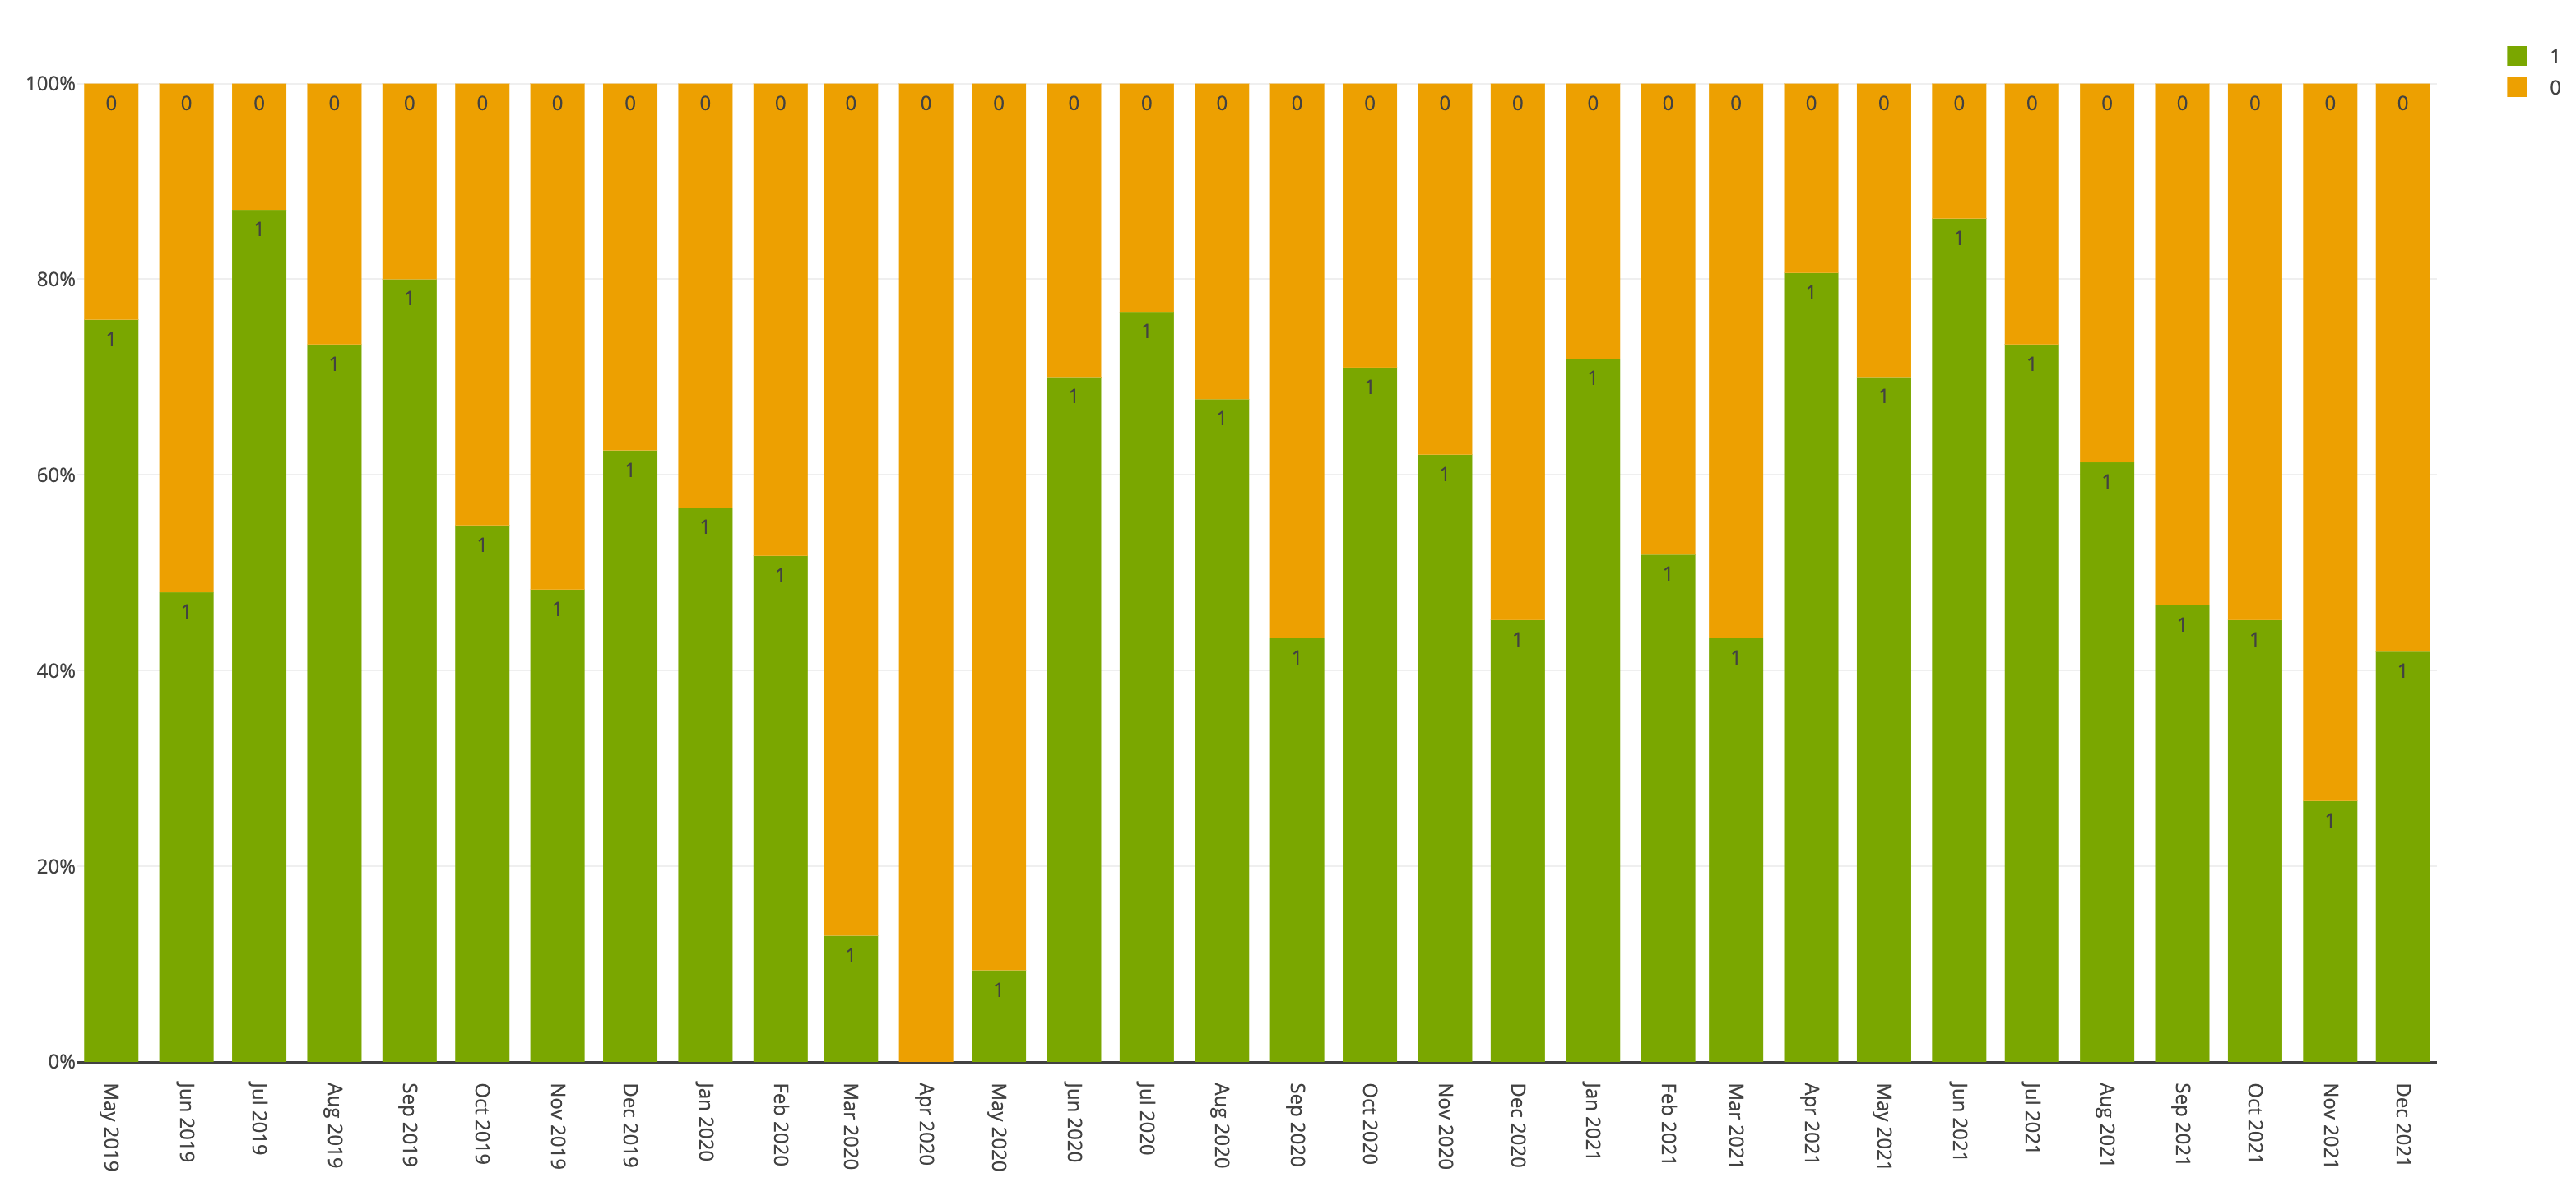 1
0
100%
80%
60%
40%
20%
0%
0 0 0 0 0 0 0 0 0 0 0 0 0 0 0 0 0 0 0 0 0 0 0 0 0 0 0 0 0 0 0 0
1 1 1 1 1 1 1 1 1 1 1 1 1 1 1 1 1 1 1 1 1 1 1 1 1 1 1 1 1 1 1
May 2019
Jun 2019
Jul 2019
Aug 2019
Sep 2019
Oct 2019
Nov 2019
Dec 2019
Jan 2020
Feb 2020
Mar 2020
Apr 2020
May 2020
Jun 2020
Jul 2020
Aug 2020
Sep 2020
Oct 2020
Nov 2020
Dec 2020
Jan 2021
Feb 2021
Mar 2021
Apr 2021
May 2021
Jun 2021
Jul 2021
Aug 2021
Sep 2021
Oct 2021
Nov 2021
Dec 2021